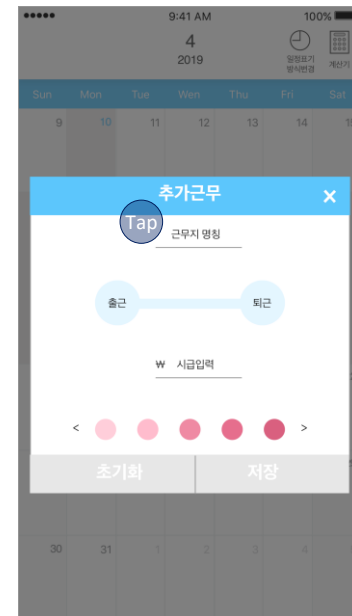 9:41 AM 100%
4
2019
일정표기
방식변경
계산기
Sun Mon Tue Wen Thu Fri Sat
9 10 11 12 13 14
추가근무 ×
Tap
근무지 명칭
출근 퇴근
₩ 시급입력
< >
초기화 저장
30 31 1 2 3 4